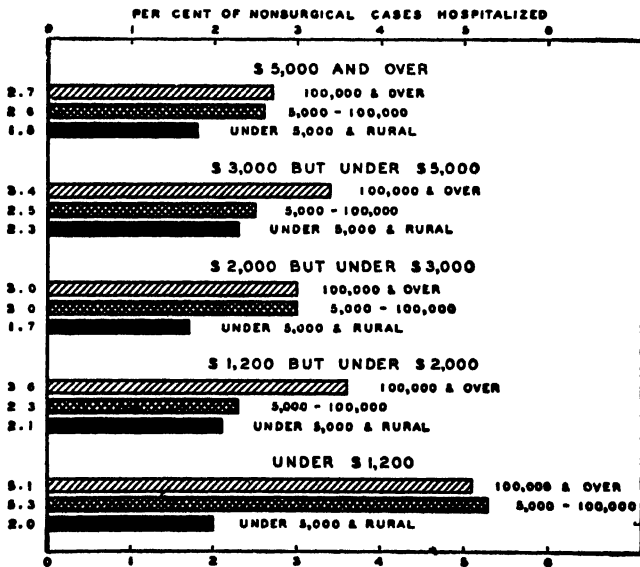 PER CENT OF NONSURGICAL CASES HOSPITALIZED
0 1 2 3 4 5 6
$5,000 AND OVER
2.7 100,000 & OVER
2 6 5,000 - 100,000
1.8 UNDER 5,000 & RURAL
$3,000 BUT UNDER $5,000
3.4 100,000 & OVER
2.5 5,000 - 100,000
2.3 UNDER 5,000 & RURAL
$2,000 BUT UNDER $3,000
3.0 100,000 & OVER
3 0 5,000 - 100,000
1.7 UNDER 5,000 & RURAL
$1,200 BUT UNDER $2,000
3 6 100,000 & OVER
2 3 5,000 - 100,000
2.1 UNDER 5,000 & RURAL
UNDER $1,200
5.1 100,000 & OVER
5.3 5,000 - 100,000
2.0 UNDER 5,000 & RURAL
0 1 2 3 4 5 6